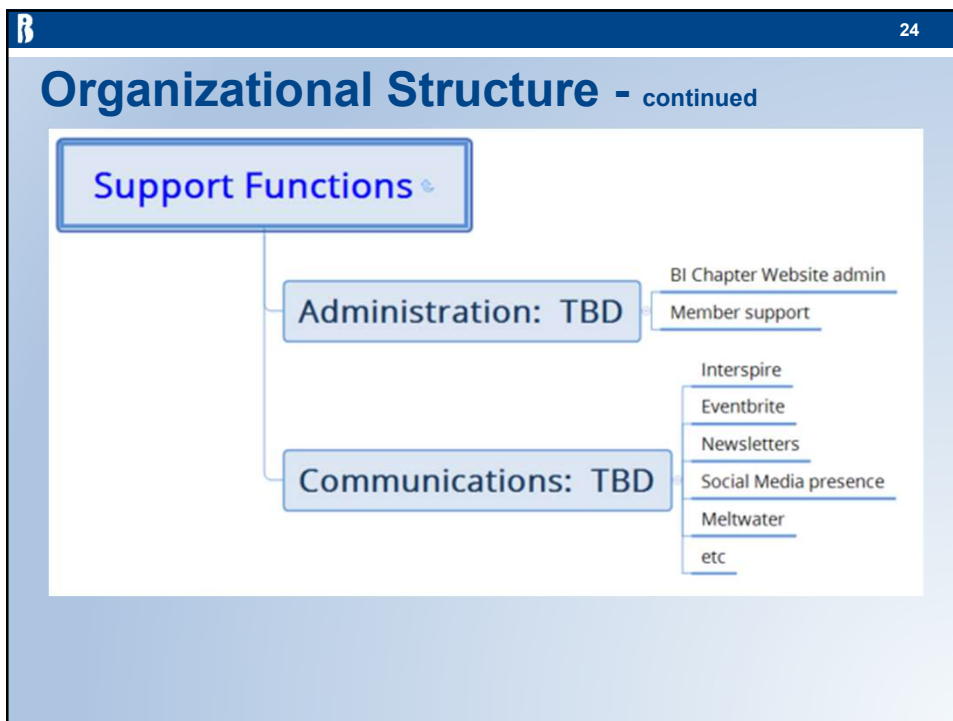 24
Organizational Structure - continued
Support Functions
Administration: TBD
BI Chapter Website admin
Member support
Communications: TBD
Interspire
Eventbrite
Newsletters
Social Media presence
Meltwater
etc